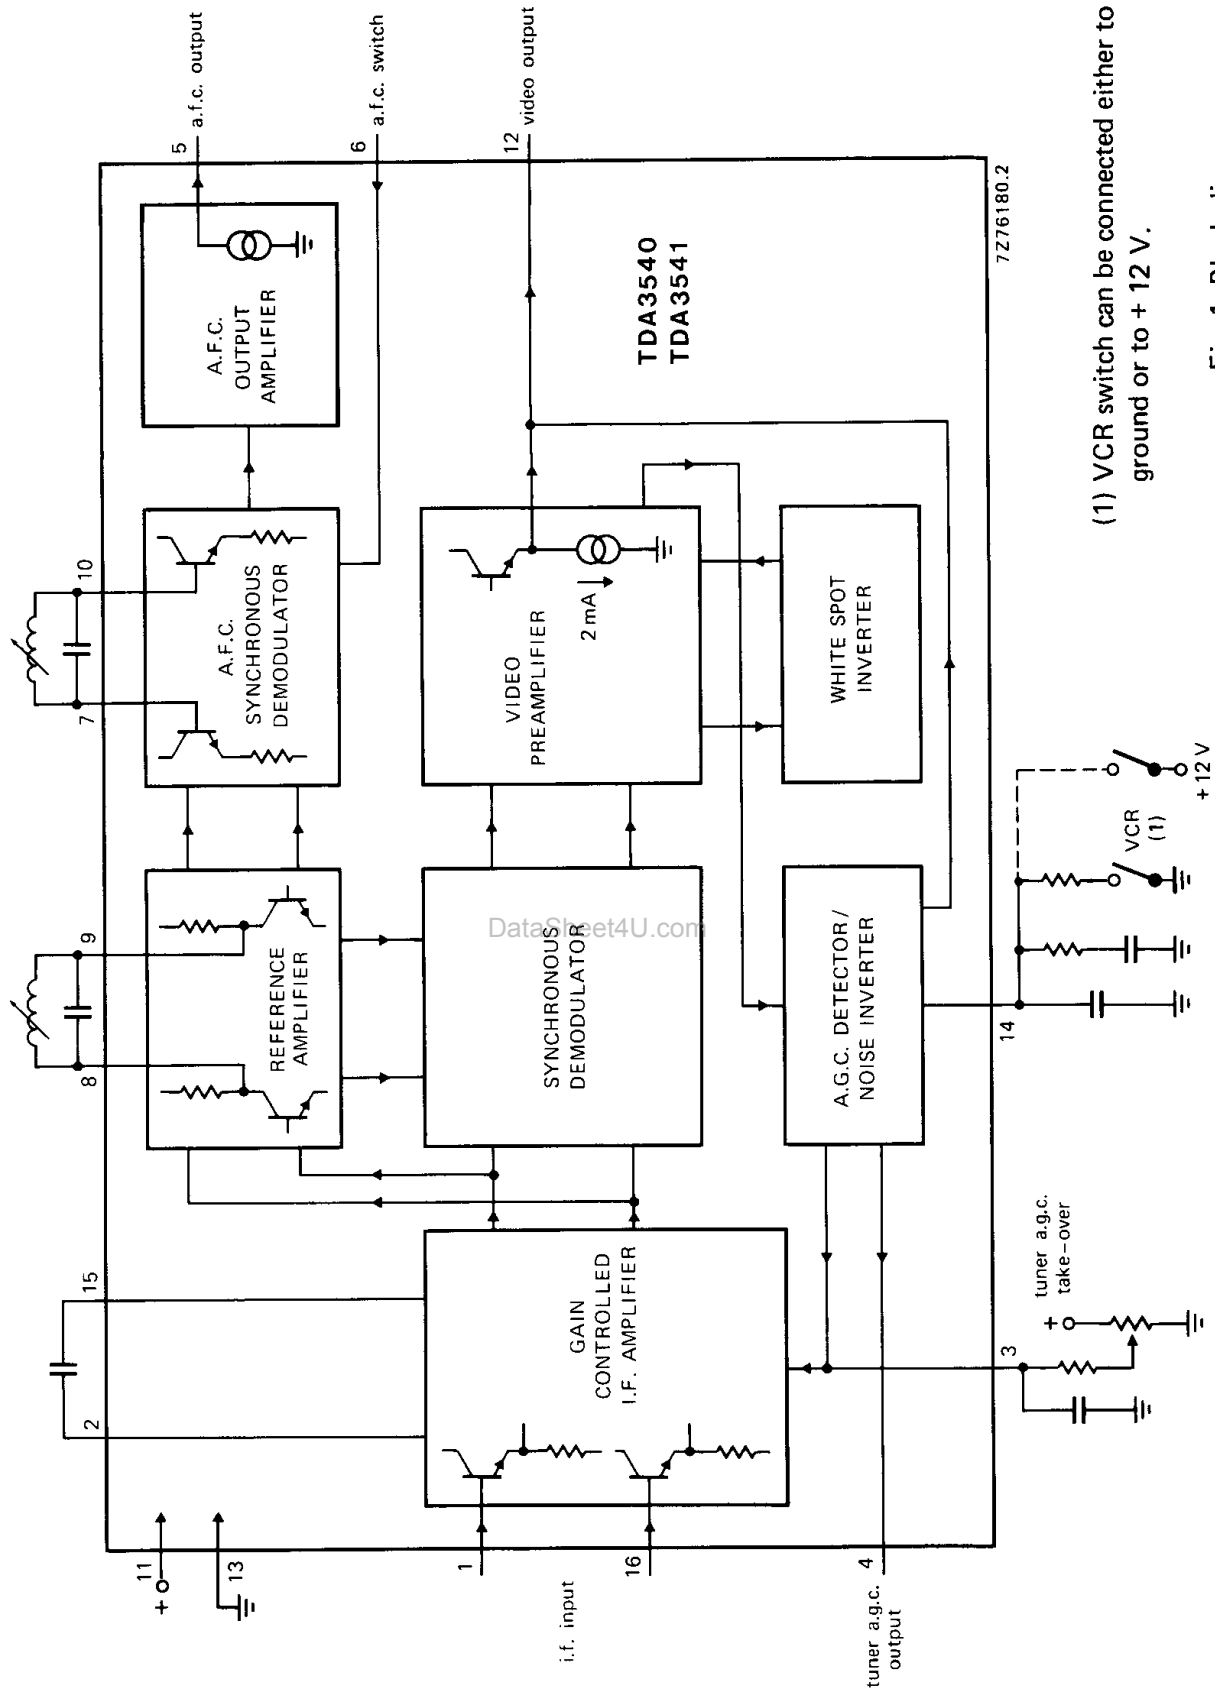 +
11
13
1
i.f. input
16
4
tuner a.g.c.
output
2
15
8
9
7
10
5
a.f.c. output
6
a.f.c. switch
12
video output
REFERENCE
AMPLIFIER
A.F.C.
SYNCHRONOUS
DEMODULATOR
A.F.C.
OUTPUT
AMPLIFIER
GAIN
CONTROLLED
I.F. AMPLIFIER
SYNCHRONOUS
DEMODULATOR
VIDEO
PREAMPLIFIER
2 mA
TDA3540
TDA3541
A.G.C. DETECTOR/
NOISE INVERTER
WHITE SPOT
INVERTER
3
+
tuner a.g.c.
take-over
14
VCR
(1)
+12 V
7Z76180.2
(1) VCR switch can be connected either to
ground or to + 12 V.
DataSheet4U.com